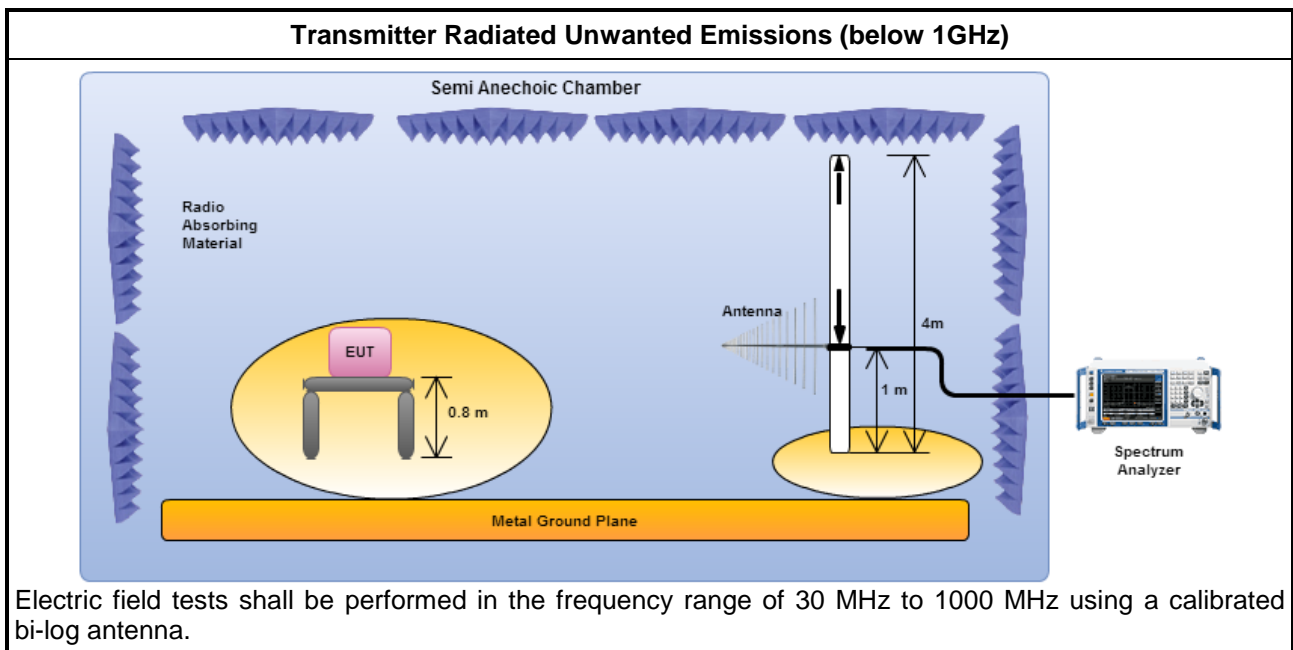 Transmitter Radiated Unwanted Emissions (below 1GHz)
Semi Anechoic Chamber
Radio
Absorbing
Material
Antenna
4m
EUT
1 m
0.8 m
Spectrum
Analyzer
Metal Ground Plane
Electric field tests shall be performed in the frequency range of 30 MHz to 1000 MHz using a calibrated
bi-log antenna.